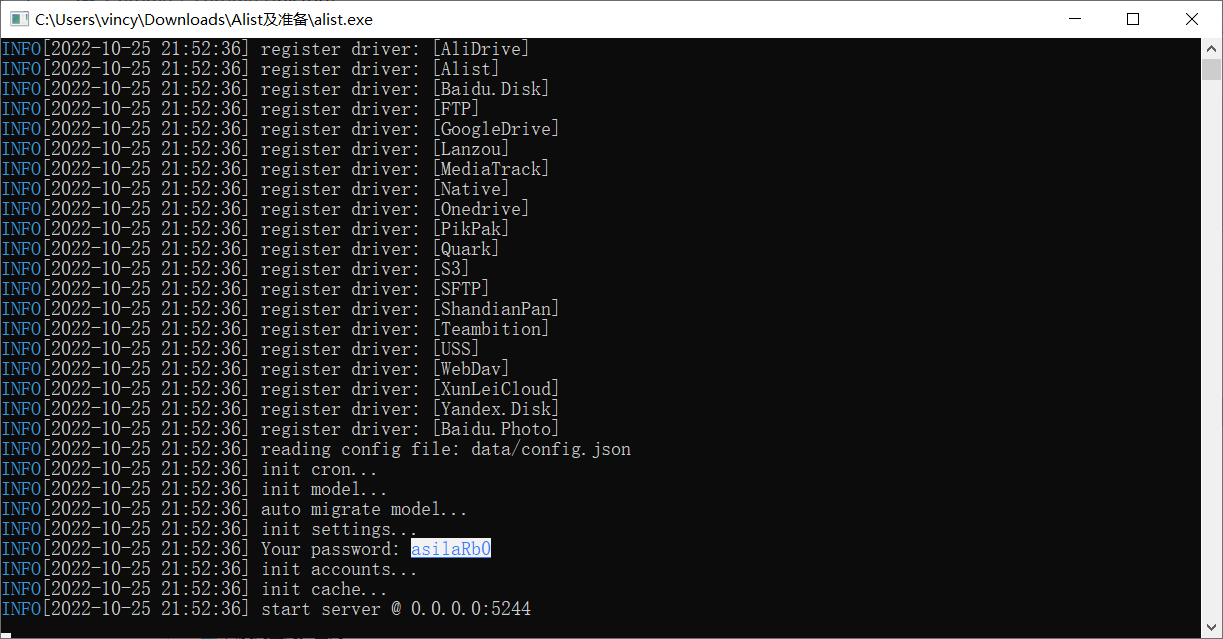 C:\Users\vincy\Downloads\Alist及准备\alist.exe
INFO[2022-10-25 21:52:36] register driver: [AliDrive]
INFO[2022-10-25 21:52:36] register driver: [Alist]
INFO[2022-10-25 21:52:36] register driver: [Baidu.Disk]
INFO[2022-10-25 21:52:36] register driver: [FTP]
INFO[2022-10-25 21:52:36] register driver: [GoogleDrive]
INFO[2022-10-25 21:52:36] register driver: [Lanzou]
INFO[2022-10-25 21:52:36] register driver: [MediaTrack]
INFO[2022-10-25 21:52:36] register driver: [Native]
INFO[2022-10-25 21:52:36] register driver: [Onedrive]
INFO[2022-10-25 21:52:36] register driver: [PikPak]
INFO[2022-10-25 21:52:36] register driver: [Quark]
INFO[2022-10-25 21:52:36] register driver: [S3]
INFO[2022-10-25 21:52:36] register driver: [SFTP]
INFO[2022-10-25 21:52:36] register driver: [ShandianPan]
INFO[2022-10-25 21:52:36] register driver: [Teambition]
INFO[2022-10-25 21:52:36] register driver: [USS]
INFO[2022-10-25 21:52:36] register driver: [WebDav]
INFO[2022-10-25 21:52:36] register driver: [XunLeiCloud]
INFO[2022-10-25 21:52:36] register driver: [Yandex.Disk]
INFO[2022-10-25 21:52:36] register driver: [Baidu.Photo]
INFO[2022-10-25 21:52:36] reading config file: data/config.json
INFO[2022-10-25 21:52:36] init cron...
INFO[2022-10-25 21:52:36] init model...
INFO[2022-10-25 21:52:36] auto migrate model...
INFO[2022-10-25 21:52:36] init settings...
INFO[2022-10-25 21:52:36] Your password: asilaRbO
INFO[2022-10-25 21:52:36] init accounts...
INFO[2022-10-25 21:52:36] init cache...
INFO[2022-10-25 21:52:36] start server @ 0.0.0.0:5244